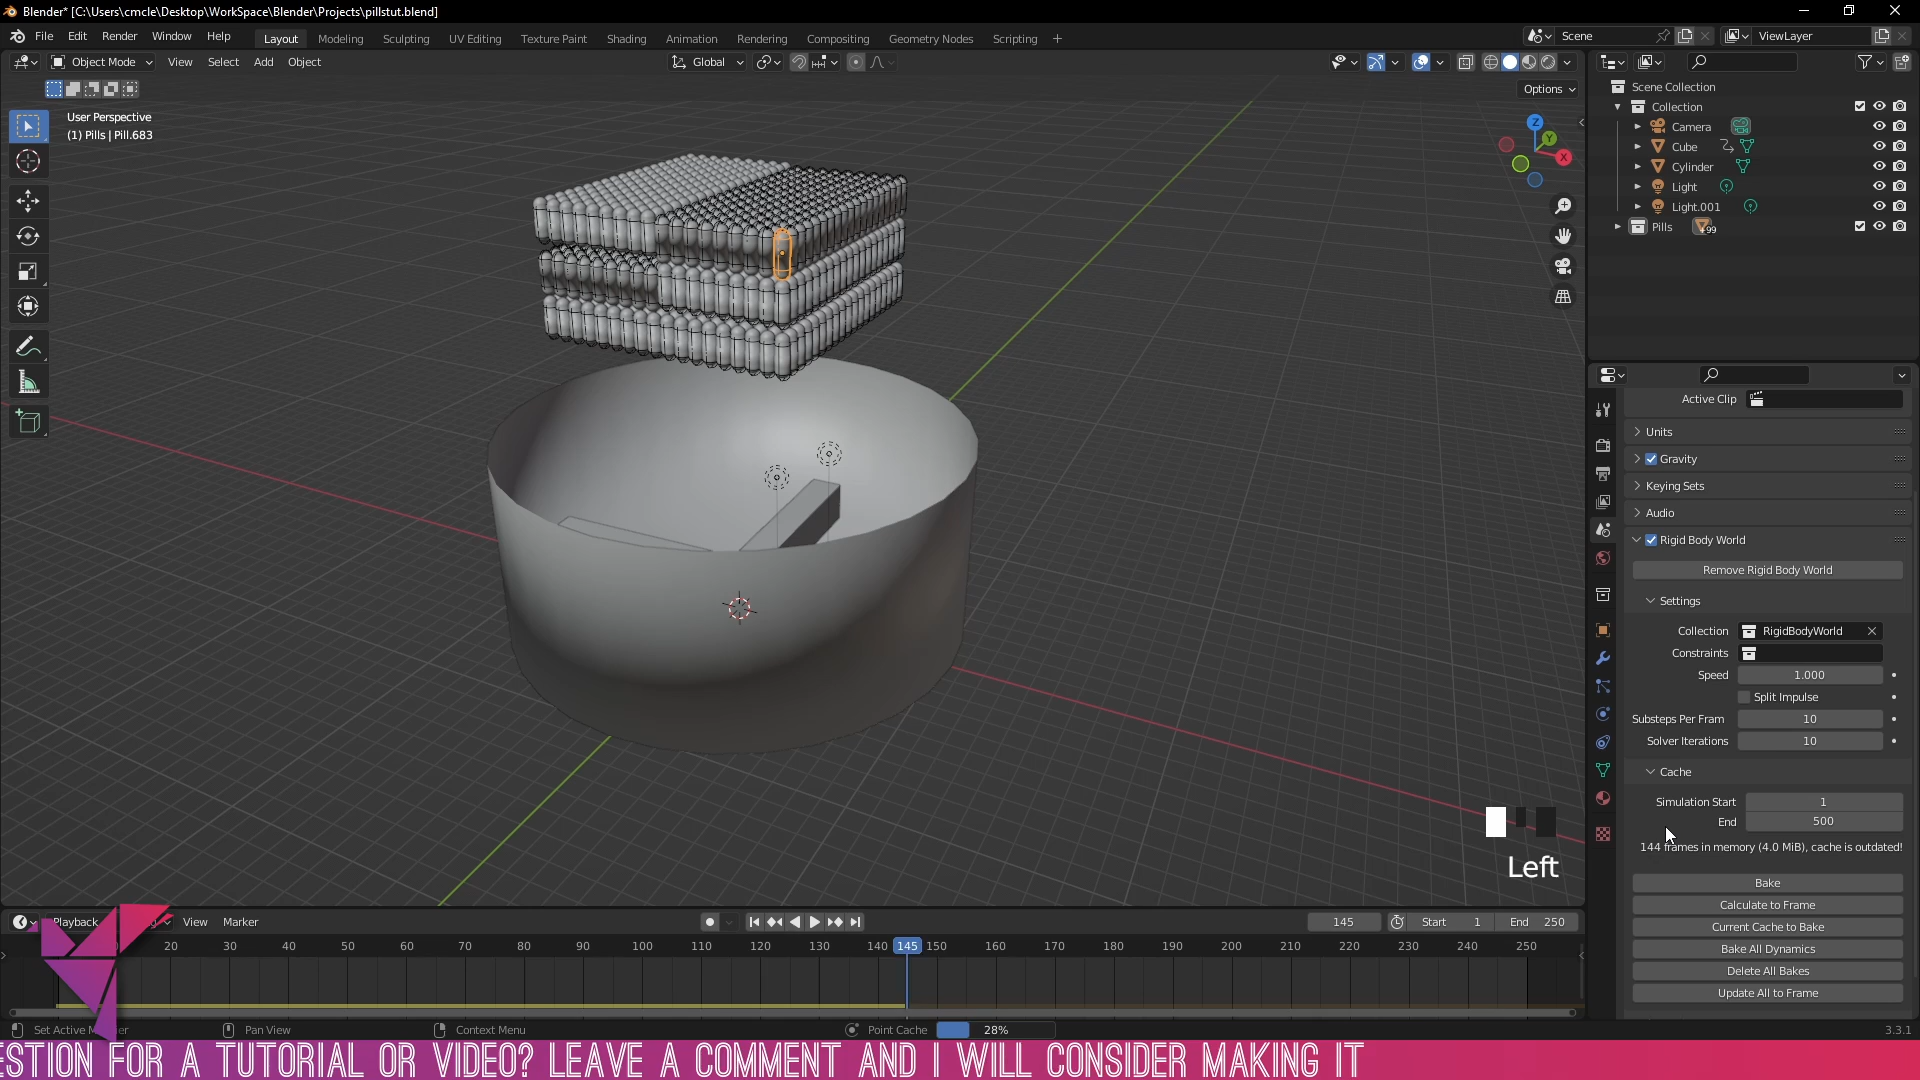 Blender* [C:\Users\cmcle\Desktop\WorkSpace\Blender\Projects\pillstut.blend]
File Edit Render Window Help
Layout Modeling Sculpting UV Editing Texture Paint Shading Animation Rendering Compositing Geometry Nodes Scripting
Scene
ViewLayer
Object Mode View Select Add Object
Global
Options
User Perspective
(1) Pills | Pill.683
Z
Y
X
Scene Collection
Collection
Camera
Cube
Cylinder
Light
Light.001
Pills
99
Active Clip
Units
Gravity
Keying Sets
Audio
Rigid Body World
Remove Rigid Body World
Settings
Collection RigidBodyWorld
Constraints
Speed 1.000
Split Impulse
Substeps Per Fram 10
Solver Iterations 10
Cache
Simulation Start 1
End 500
144 frames in memory (4.0 MiB), cache is outdated!
Bake
Calculate to Frame
Current Cache to Bake
Bake All Dynamics
Delete All Bakes
Update All to Frame
Left
Playback View Marker
145 Start 1 End 250
20 30 40 50 60 70 80 90 100 110 120 130 140 145 150 160 170 180 190 200 210 220 230 240 250
Pan View Context Menu Point Cache 28% 3.3.1
ESTION FOR A TUTORIAL OR VIDEO? LEAVE A COMMENT AND I WILL CONSIDER MAKING IT